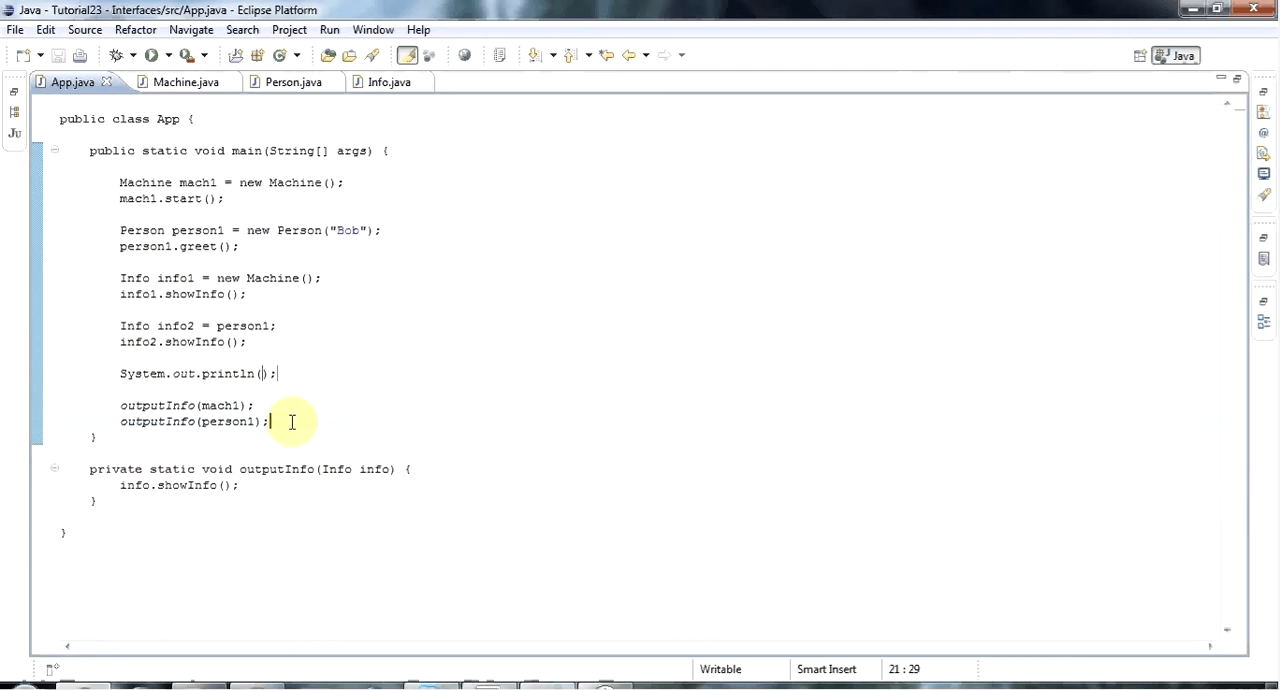 Java - Tutorial23 - Interfaces/src/App.java - Eclipse Platform
File Edit Source Refactor Navigate Search Project Run Window Help
Java
App.java Machine.java Person.java Info.java
Ju
public class App {
public static void main(String[] args) {
Machine mach1 = new Machine();
mach1.start();
Person person1 = new Person("Bob");
person1.greet();
Info info1 = new Machine();
info1.showInfo();
Info info2 = person1;
info2.showInfo();
System.out.println();
outputInfo(mach1);
outputInfo(person1);
}
private static void outputInfo(Info info) {
info.showInfo();
}
}
Writable Smart Insert 21 : 29